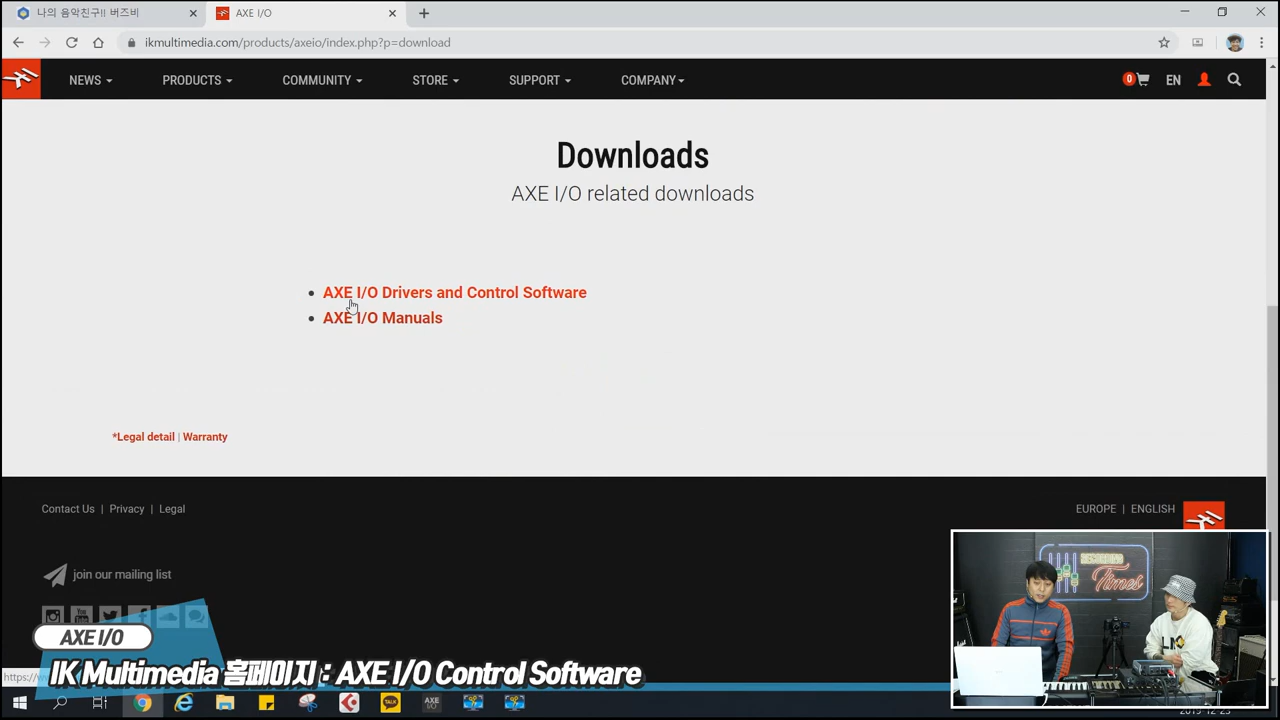 나의 음악친구!! 버즈비
AXE I/O
ikmultimedia.com/products/axeio/index.php?p=download
NEWS
PRODUCTS
COMMUNITY
STORE
SUPPORT
COMPANY
0
EN
Downloads
AXE I/O related downloads
AXE I/O Drivers and Control Software
AXE I/O Manuals
*Legal detail | Warranty
Contact Us | Privacy | Legal
EUROPE | ENGLISH
join our mailing list
Times
AXE I/O
IK Multimedia 홈페이지 : AXE I/O Control Software
TALK
AXE